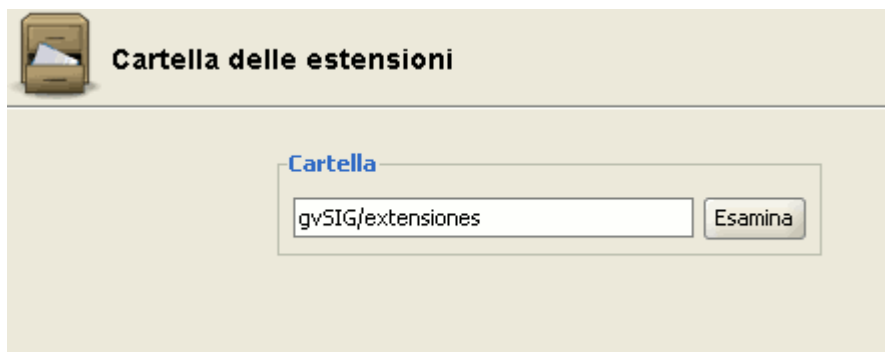 Cartella delle estensioni
Cartella
gvSIG/extensiones
Esamina